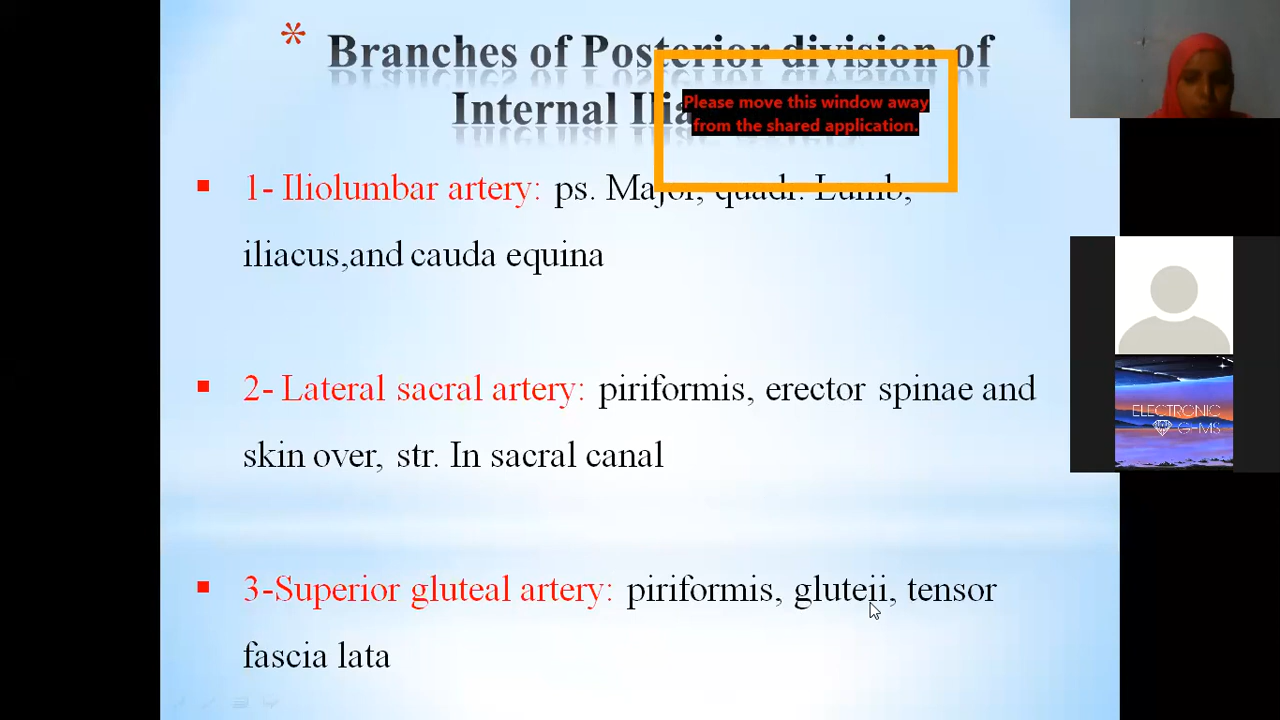 * Branches of Posterior division of
Internal Ilia
Please move this window away
from the shared application.
▪ 1- Iliolumbar artery: ps. Major, quadr. Lumb,
iliacus,and cauda equina
▪ 2- Lateral sacral artery: piriformis, erector spinae and
skin over, str. In sacral canal
▪ 3-Superior gluteal artery: piriformis, gluteii, tensor
fascia lata
ELECTRONIC
GEMS